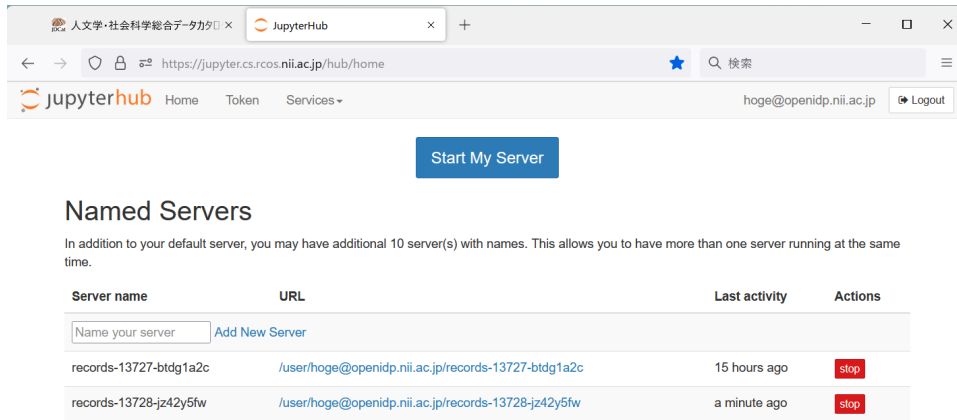 人文学・社会科学総合データカタロ
JupyterHub
https://jupyter.cs.rcos.nii.ac.jp/hub/home
検索
jupyterhub Home Token Services
hoge@openidp.nii.ac.jp Logout
Start My Server
Named Servers
In addition to your default server, you may have additional 10 server(s) with names. This allows you to have more than one server running at the same
time.
Server name URL Last activity Actions
Name your server Add New Server
records-13727-btdg1a2c /user/hoge@openidp.nii.ac.jp/records-13727-btdg1a2c 15 hours ago stop
records-13728-jz42y5fw /user/hoge@openidp.nii.ac.jp/records-13728-jz42y5fw a minute ago stop